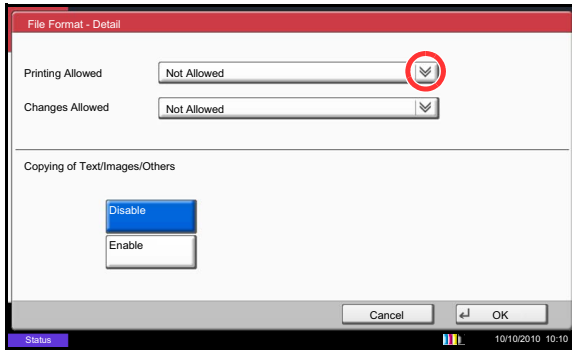 File Format - Detail
Printing Allowed Not Allowed
Changes Allowed Not Allowed
Copying of Text/Images/Others
Disable
Enable
Cancel OK
Status 10/10/2010 10:10